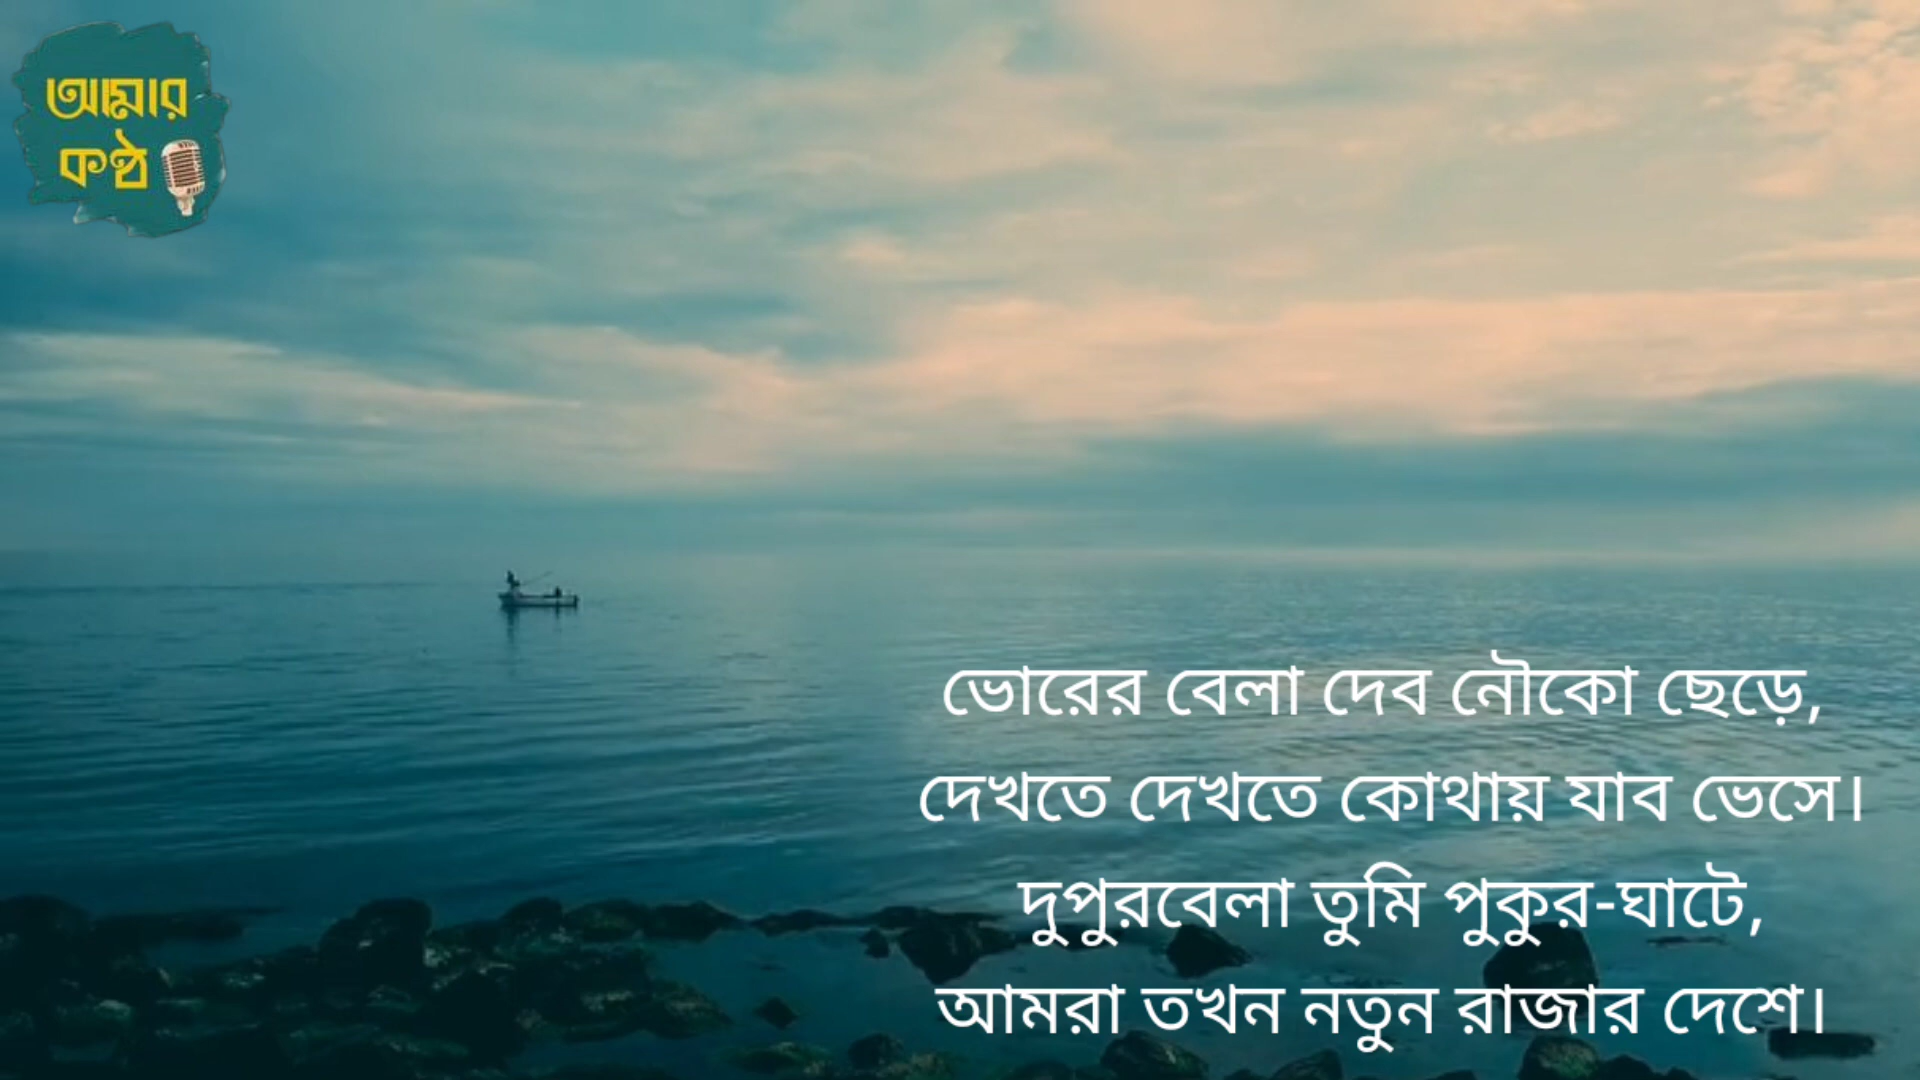 আমার
কণ্ঠ
ভোরের বেলা দেব নৌকো ছেড়ে,
দেখতে দেখতে কোথায় যাব ভেসে।
দুপুরবেলা তুমি পুকুর-ঘাটে,
আমরা তখন নতুন রাজার দেশে।